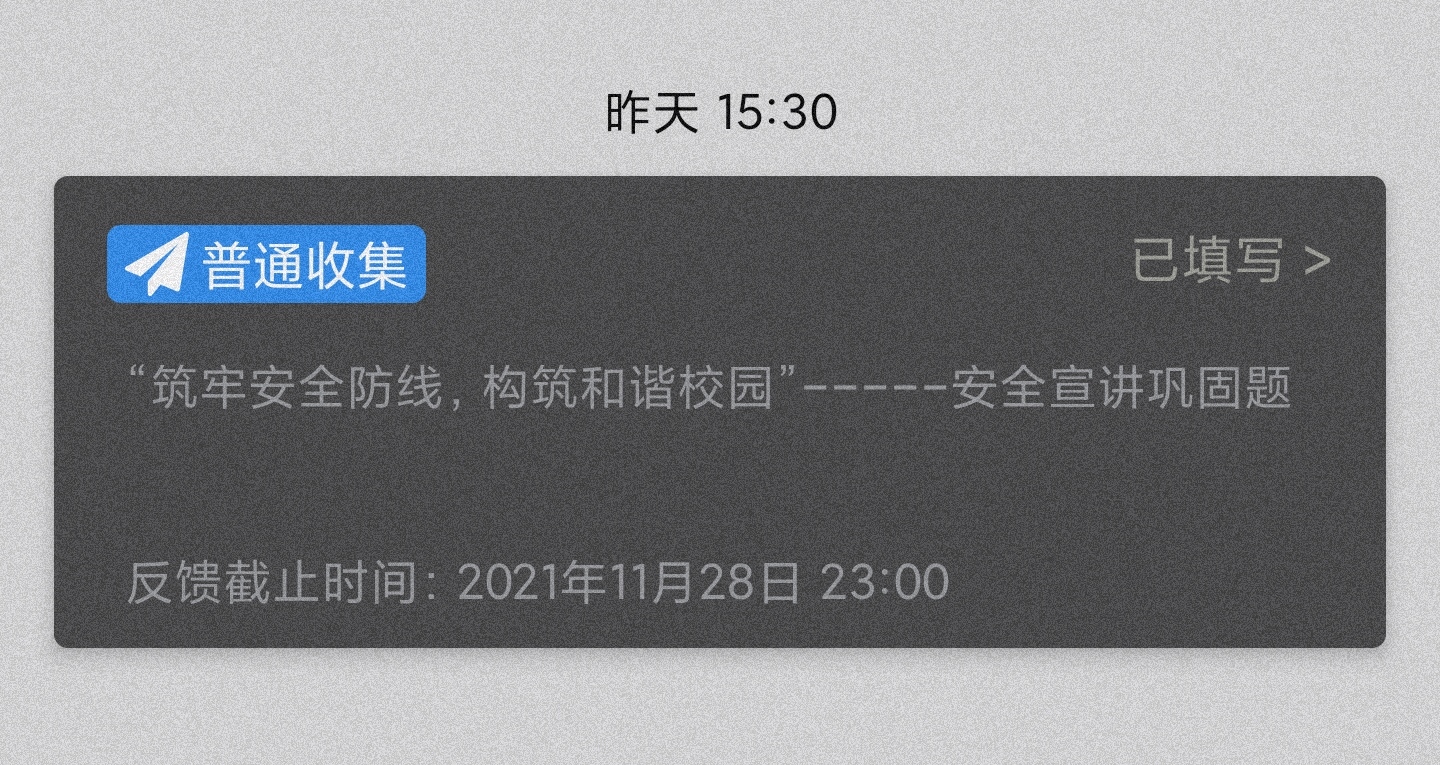 昨天 15:30
普通收集
已填写 >
“筑牢安全防线，构筑和谐校园”-----安全宣讲巩固题
反馈截止时间：2021年11月28日 23:00